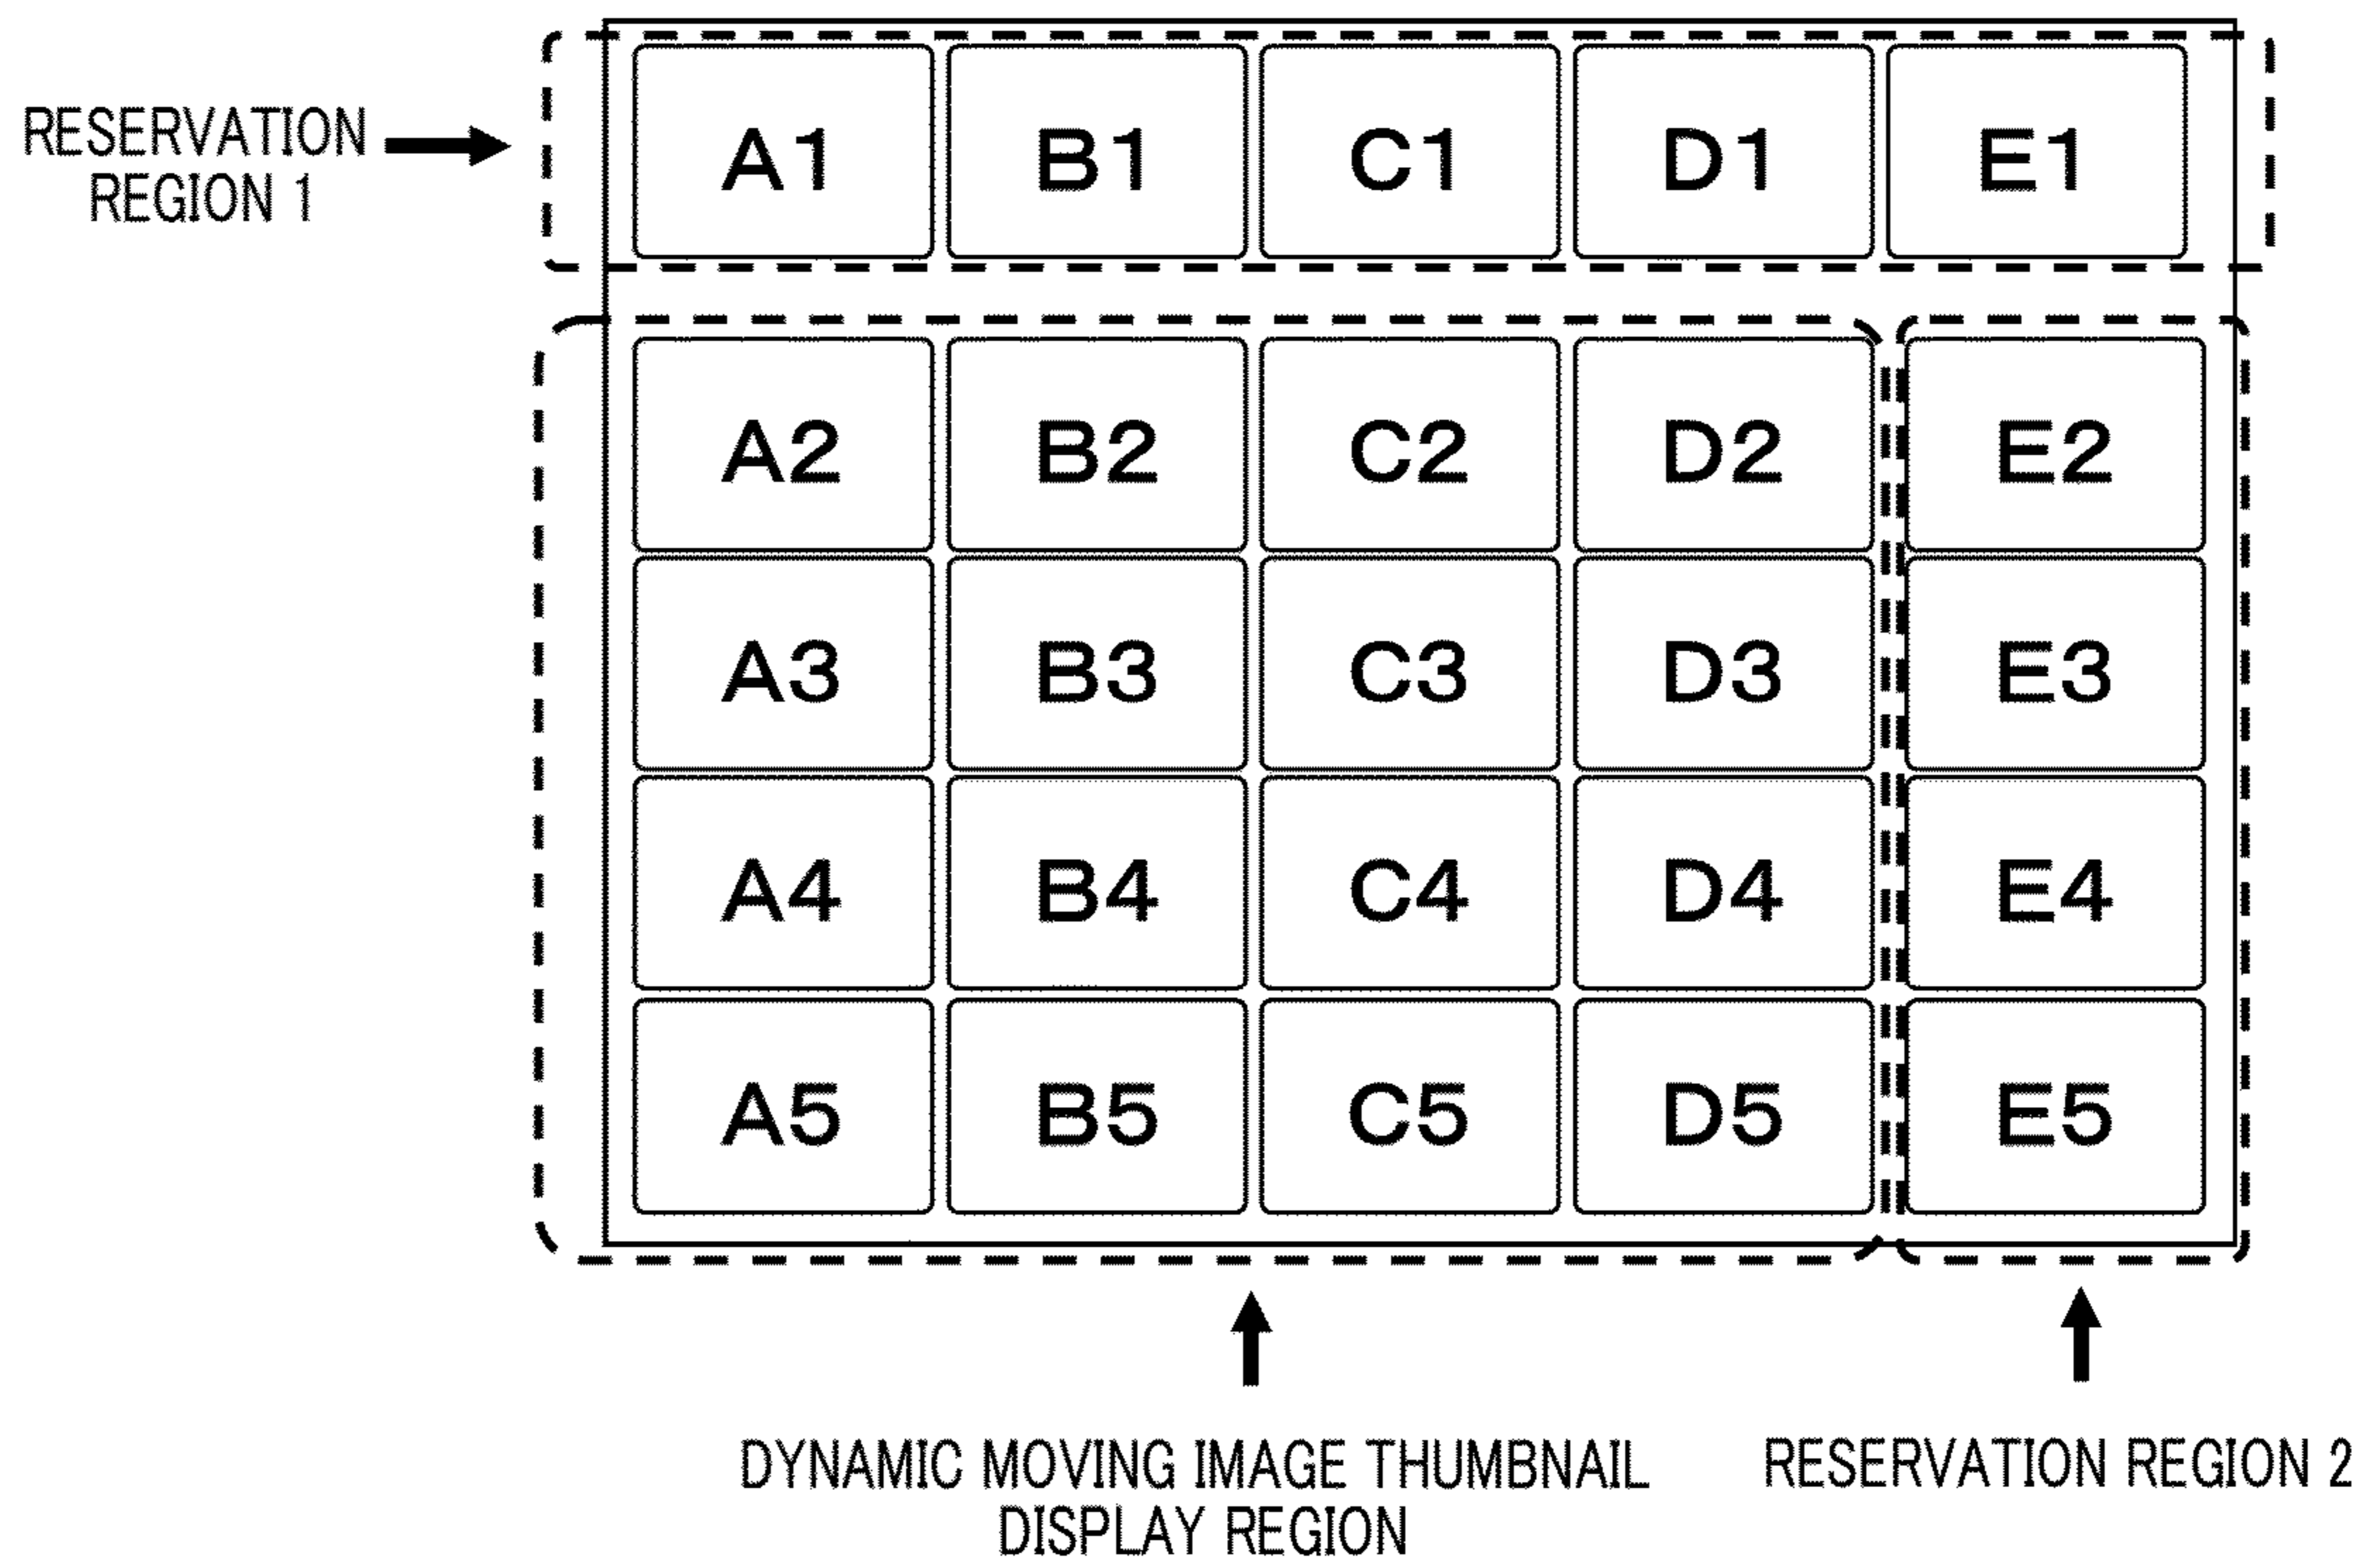 RESERVATION
REGION 1
A1 B1 C1 D1 E1
A2 B2 C2 D2 E2
A3 B3 C3 D3 E3
A4 B4 C4 D4 E4
A5 B5 C5 D5 E5
DYNAMIC MOVING IMAGE THUMBNAIL
DISPLAY REGION
RESERVATION REGION 2